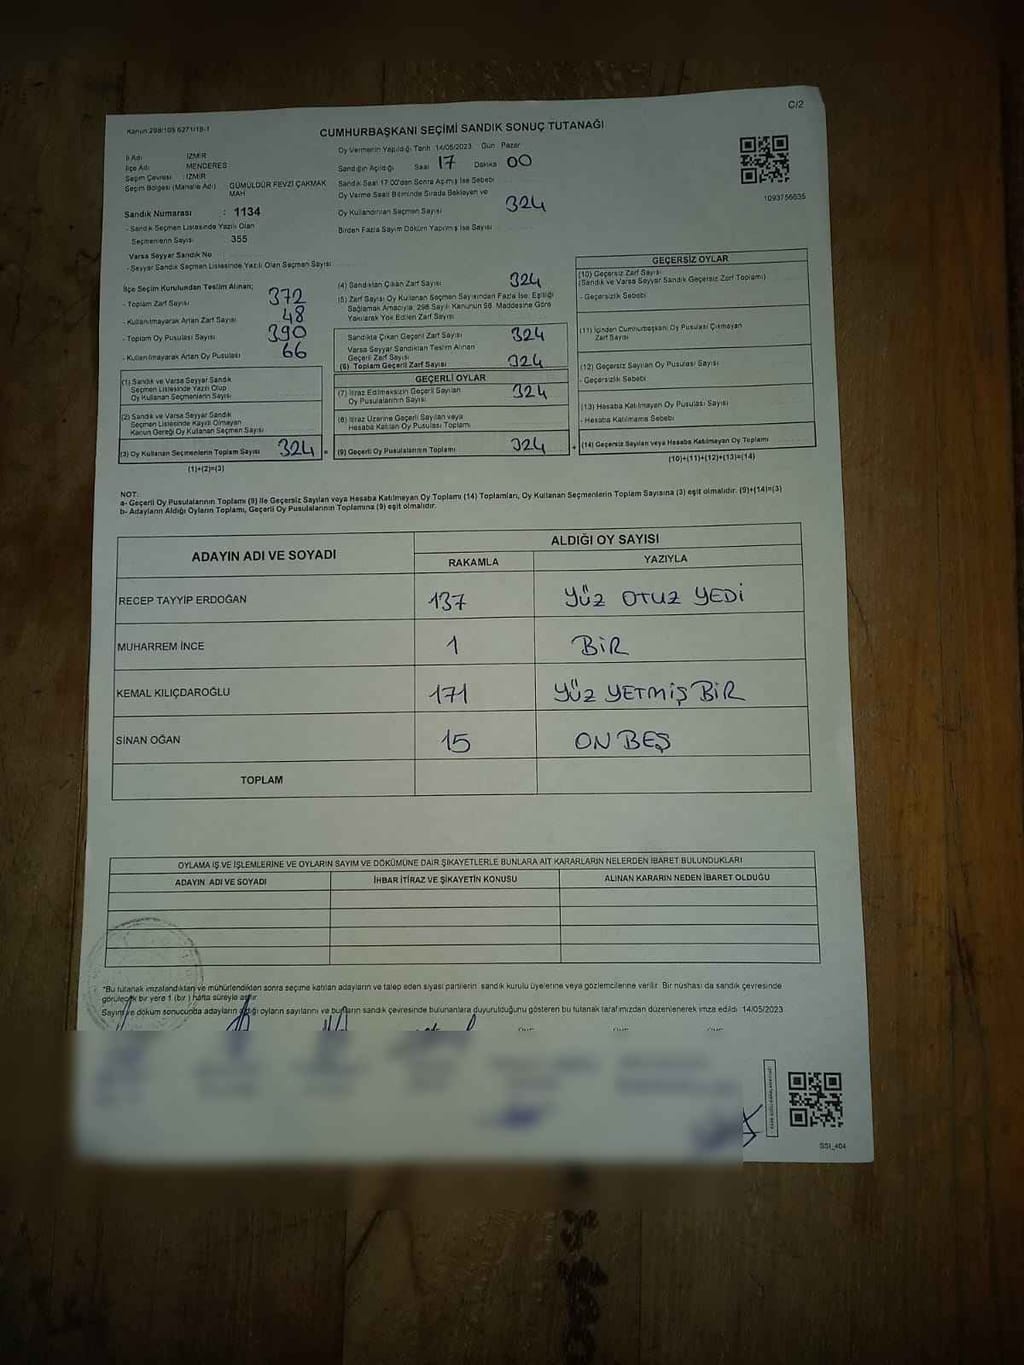 C/2
Kanun 298/105 6271/18-1
CUMHURBAŞKANI SEÇİMİ SANDIK SONUÇ TUTANAĞI
İl Adı İZMİR
İlçe Adı MENDERES
Seçim Çevresi İZMİR
Seçim Bölgesi (Mahalle Adı) GÜMÜLDÜR FEVZİ ÇAKMAK MAH
Sandık Numarası : 1134
- Sandık Seçmen Listesinde Yazılı Olan
Seçmenlerin Sayısı 355
Varsa Seyyar Sandık No
- Seyyar Sandık Seçmen Listesinde Yazılı Olan Seçmen Sayısı
Oy Vermenin Yapıldığı Tarih 14/05/2023 Gün Pazar
Sandığın Açıldığı Saat 17 Dakika 00
Sandık Saat 17:00'den Sonra Açılmış İse Sebebi
Oy Verme Saati Bitiminde Sırada Bekleyen ve
Oy Kullandırılan Seçmen Sayısı 324
Birden Fazla Sayım Döküm Yapılmış İse Sayısı
1093756635
İlçe Seçim Kurulundan Teslim Alınan;
- Toplam Zarf Sayısı 372
- Kullanılmayarak Artan Zarf Sayısı 48
- Toplam Oy Pusulası Sayısı 390
- Kullanılmayarak Artan Oy Pusulası 66
(1) Sandık ve Varsa Seyyar Sandık
Seçmen Listesinde Yazılı Olup
Oy Kullanan Seçmenlerin Sayısı
(2) Sandık ve Varsa Seyyar Sandık
Seçmen Listesinde Kayıtlı Olmayan
Kanun Gereği Oy Kullanan Seçmen Sayısı
(3) Oy Kullanan Seçmenlerin Toplam Sayısı 324 =
(1)+(2)=(3)
(4) Sandıktan Çıkan Zarf Sayısı 324
(5) Zarf Sayısı Oy Kullanan Seçmen Sayısından Fazla İse; Eşitliği
Sağlamak Amacıyla, 298 Sayılı Kanunun 98. Maddesine Göre
Yakılarak Yok Edilen Zarf Sayısı
Sandıkta Çıkan Geçerli Zarf Sayısı 324
Varsa Seyyar Sandıktan Teslim Alınan
Geçerli Zarf Sayısı
(6) Toplam Geçerli Zarf Sayısı 324
GEÇERLİ OYLAR
(7) İtiraz Edilmeksizin Geçerli Sayılan
Oy Pusulalarının Sayısı 324
(8) İtiraz Üzerine Geçerli Sayılan veya
Hesaba Katılan Oy Pusulası Toplamı
(9) Geçerli Oy Pusulalarının Toplamı 324 +
GEÇERSİZ OYLAR
(10) Geçersiz Zarf Sayısı
(Sandık ve Varsa Seyyar Sandık Geçersiz Zarf Toplamı)
- Geçersizlik Sebebi
(11) İçinden Cumhurbaşkanı Oy Pusulası Çıkmayan
Zarf Sayısı
(12) Geçersiz Sayılan Oy Pusulası Sayısı
- Geçersizlik Sebebi
(13) Hesaba Katılmayan Oy Pusulası Sayısı
- Hesaba Katılmama Sebebi
(14) Geçersiz Sayılan veya Hesaba Katılmayan Oy Toplamı
(10)+(11)+(12)+(13)=(14)
NOT:
a- Geçerli Oy Pusulalarının Toplamı (9) ile Geçersiz Sayılan veya Hesaba Katılmayan Oy Toplamı (14) Toplamları, Oy Kullanan Seçmenlerin Toplam Sayısına (3) eşit olmalıdır. (9)+(14)=(3)
b- Adayların Aldığı Oyların Toplamı, Geçerli Oy Pusulalarının Toplamına (9) eşit olmalıdır.
ADAYIN ADI VE SOYADI
ALDIĞI OY SAYISI
RAKAMLA YAZIYLA
RECEP TAYYİP ERDOĞAN 137 YÜZ OTUZ YEDİ
MUHARREM İNCE 1 BİR
KEMAL KILIÇDAROĞLU 171 YÜZ YETMİŞ BİR
SİNAN OĞAN 15 ON BEŞ
TOPLAM
OYLAMA İŞ VE İŞLEMLERİNE VE OYLARIN SAYIM VE DÖKÜMÜNE DAİR ŞİKAYETLERLE BUNLARA AİT KARARLARIN NELERDEN İBARET BULUNDUKLARI
ADAYIN ADI VE SOYADI İHBAR İTİRAZ VE ŞİKAYETİN KONUSU ALINAN KARARIN NEDEN İBARET OLDUĞU
*Bu tutanak imzalandıktan ve mühürlendikten sonra seçime katılan adayların ve talep eden siyasi partilerin sandık kurulu üyelerine veya gözlemcilerine verilir. Bir nüshası da sandık çevresinde
görülecek bir yere 1 (bir) hafta süreyle asılır
Sayım ve döküm sonucunda adayların aldığı oyların sayılarını ve bunların sandık çevresinde bulunanlara duyurulduğunu gösteren bu tutanak tarafımızdan düzenlenerek imza edildi 14/05/2023
SSI_404